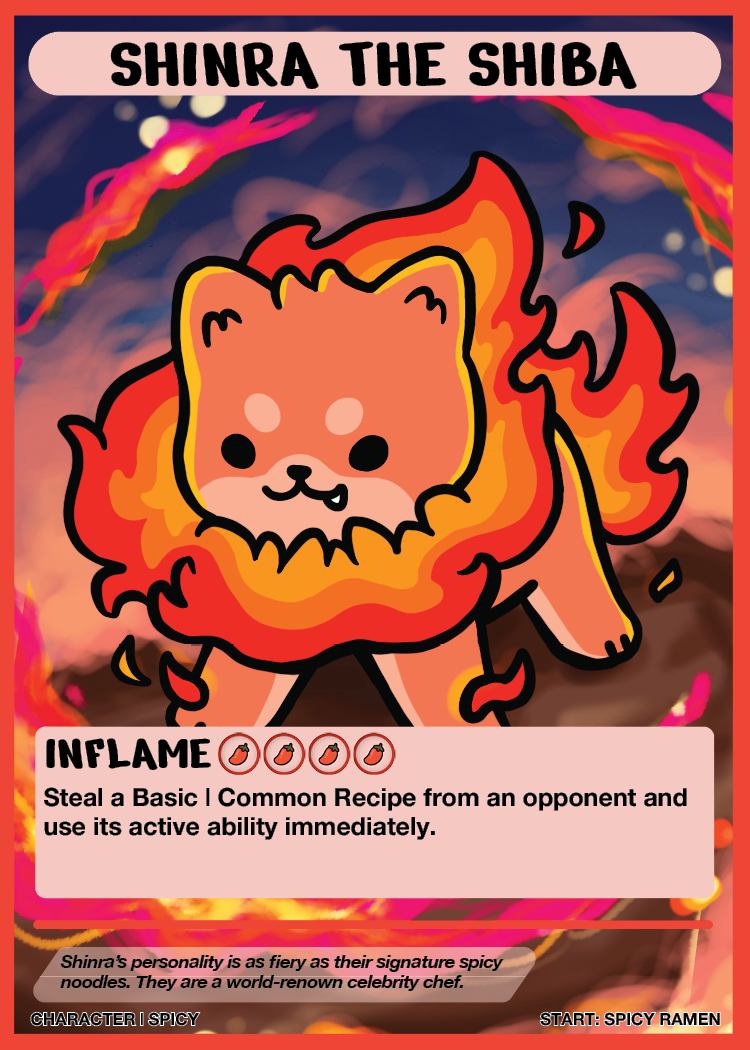 SHINRA THE SHIBA
INFLAME
Steal a Basic | Common Recipe from an opponent and
use its active ability immediately.
Shinra's personality is as fiery as their signature spicy
noodles. They are a world-renown celebrity chef.
CHARACTER | SPICY
START: SPICY RAMEN